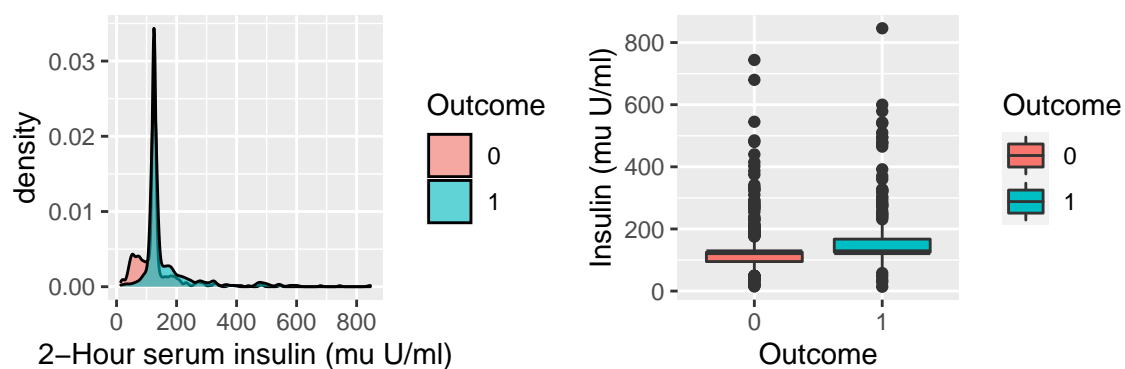 density
0.03
0.02
0.01
0.00
0 200 400 600 800
2−Hour serum insulin (mu U/ml)
Outcome
0
1
Insulin (mu U/ml)
800
600
400
200
0
0 1
Outcome
Outcome
0
1